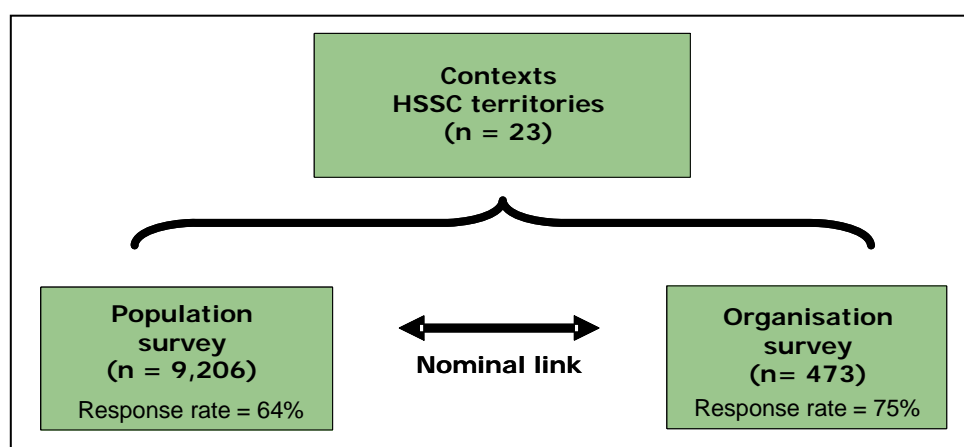 Contexts
HSSC territories
(n = 23)
Population
survey
(n = 9,206)
Response rate = 64%
Nominal link
Organisation
survey
(n= 473)
Response rate = 75%